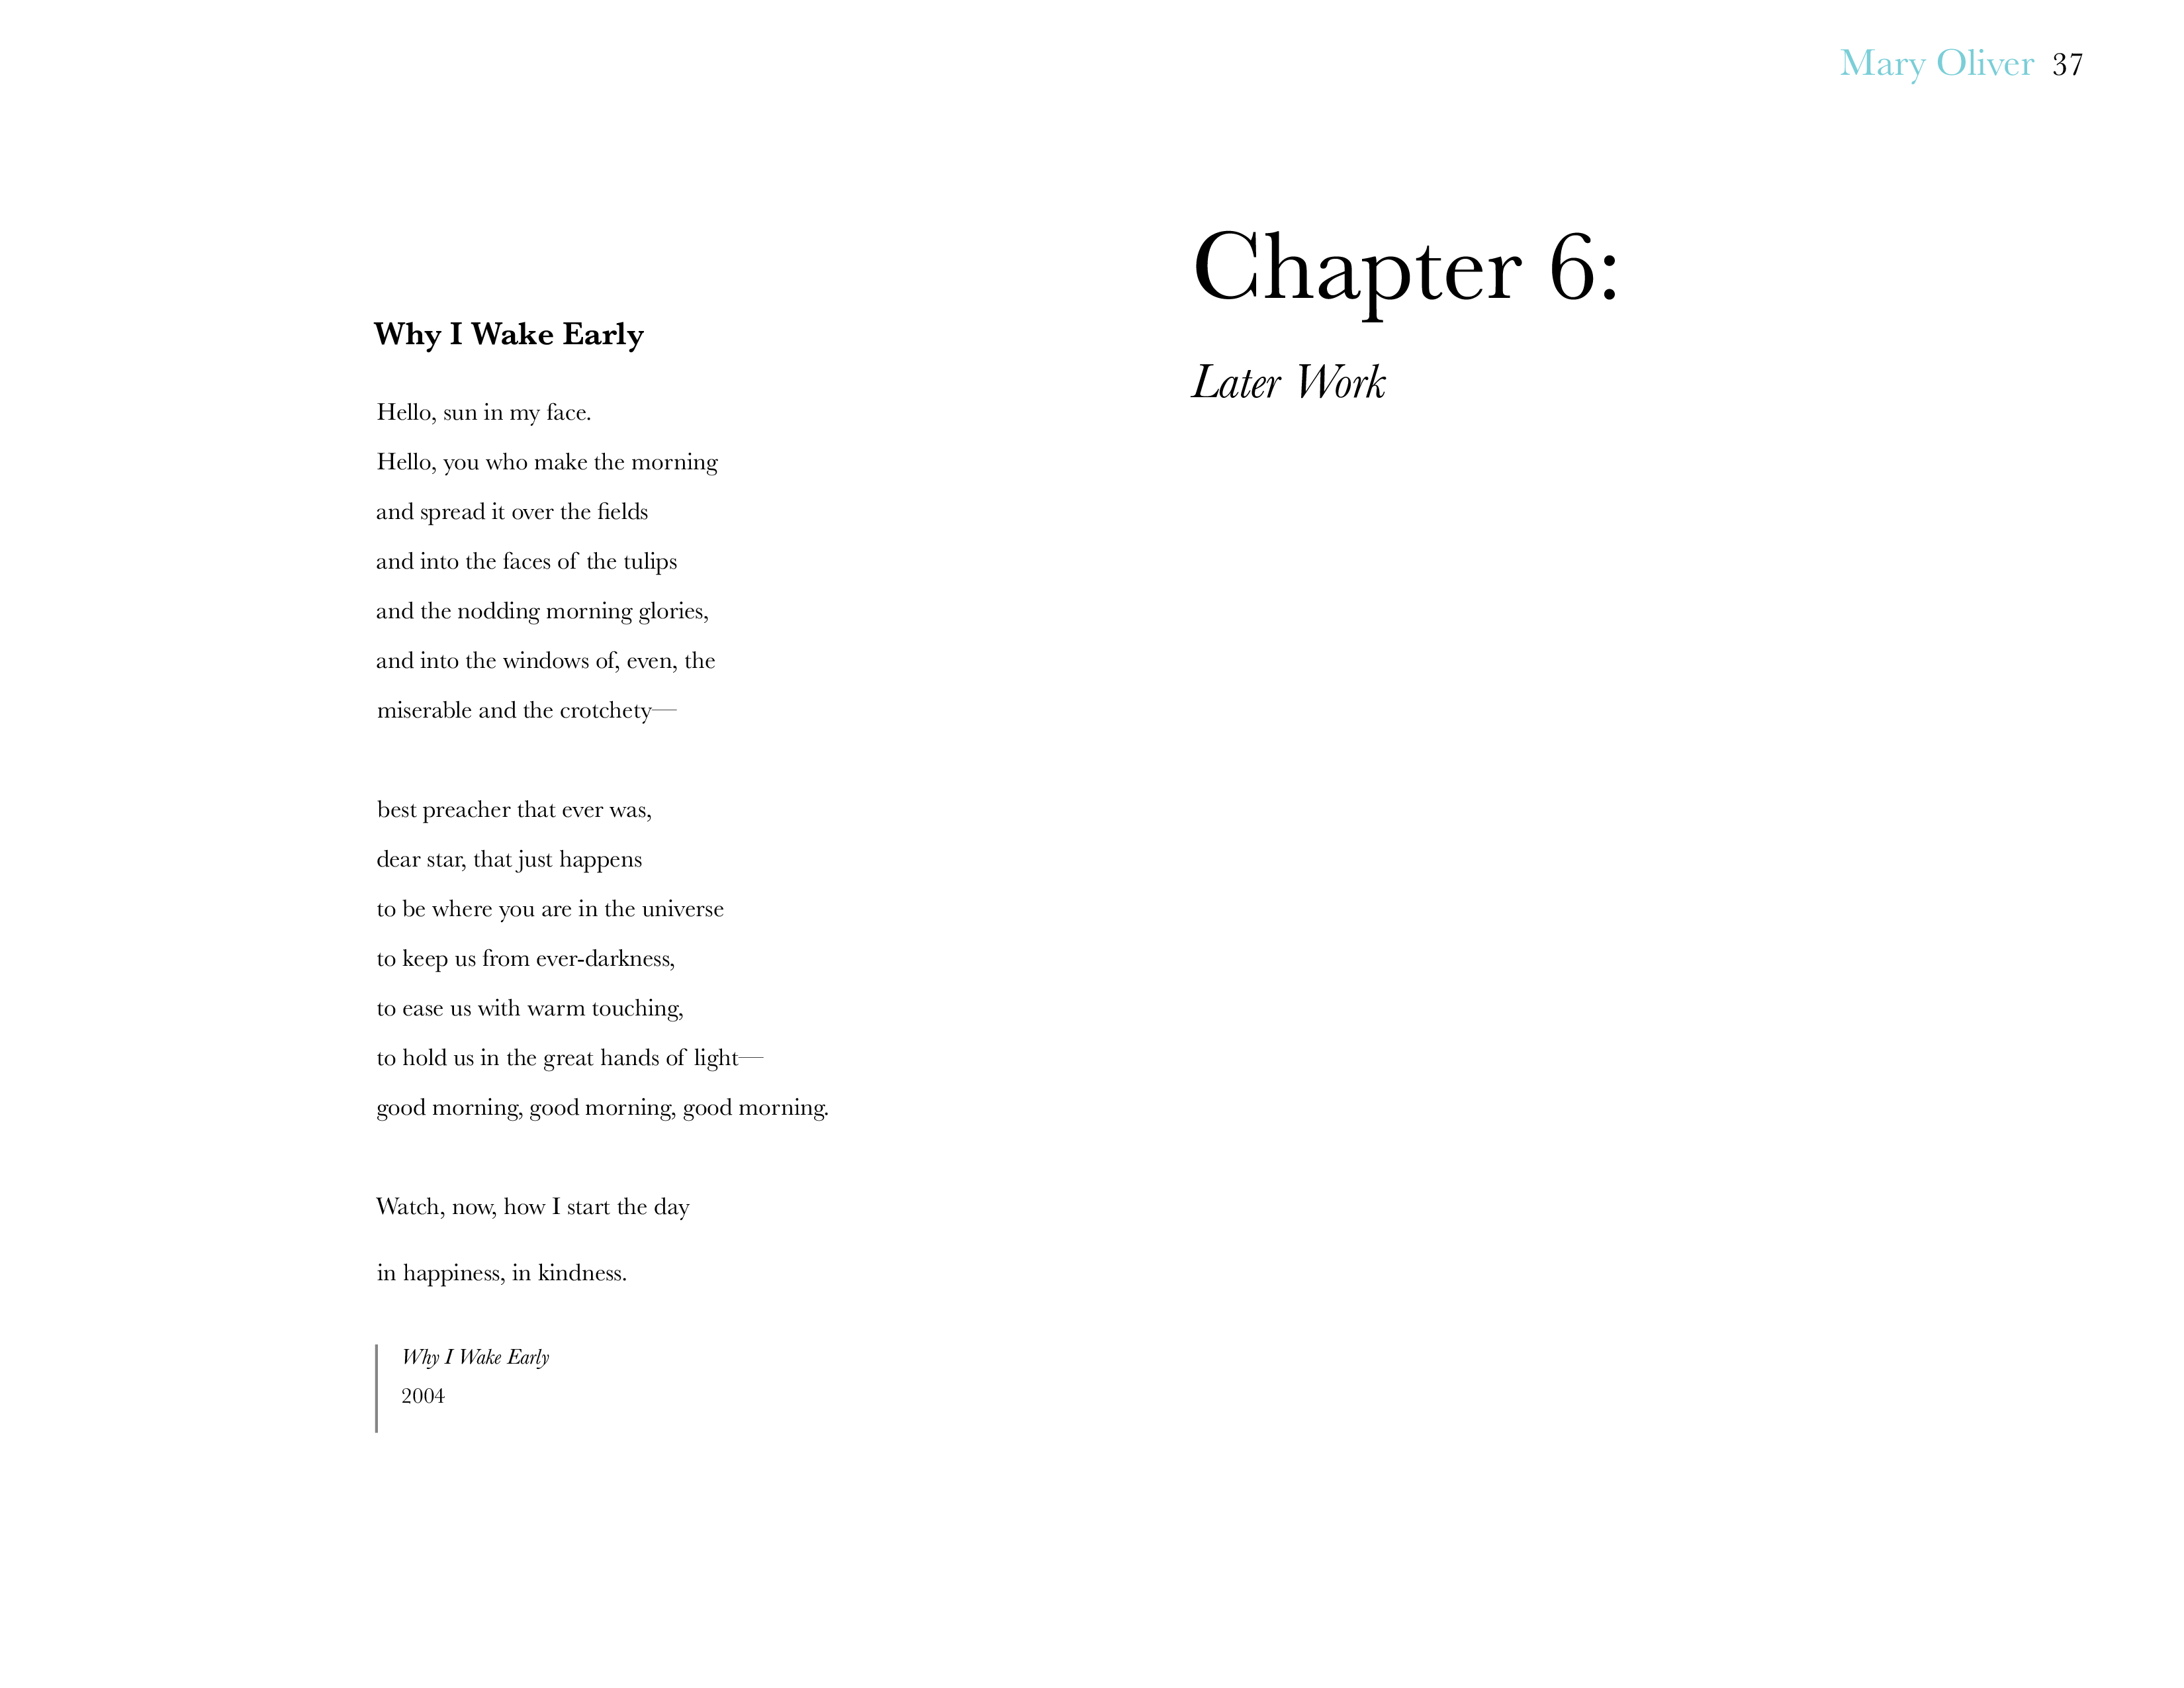 Why I Wake Early
Hello, sun in my face.
Hello, you who make the morning
and spread it over the fields
and into the faces of the tulips
and the nodding morning glories,
and into the windows of, even, the
miserable and the crotchety—
best preacher that ever was,
dear star, that just happens
to be where you are in the universe
to keep us from ever-darkness,
to ease us with warm touching,
to hold us in the great hands of light—
good morning, good morning, good morning.
Watch, now, how I start the day
in happiness, in kindness.
Why I Wake Early
2004
Mary Oliver 37
Chapter 6:
Later Work